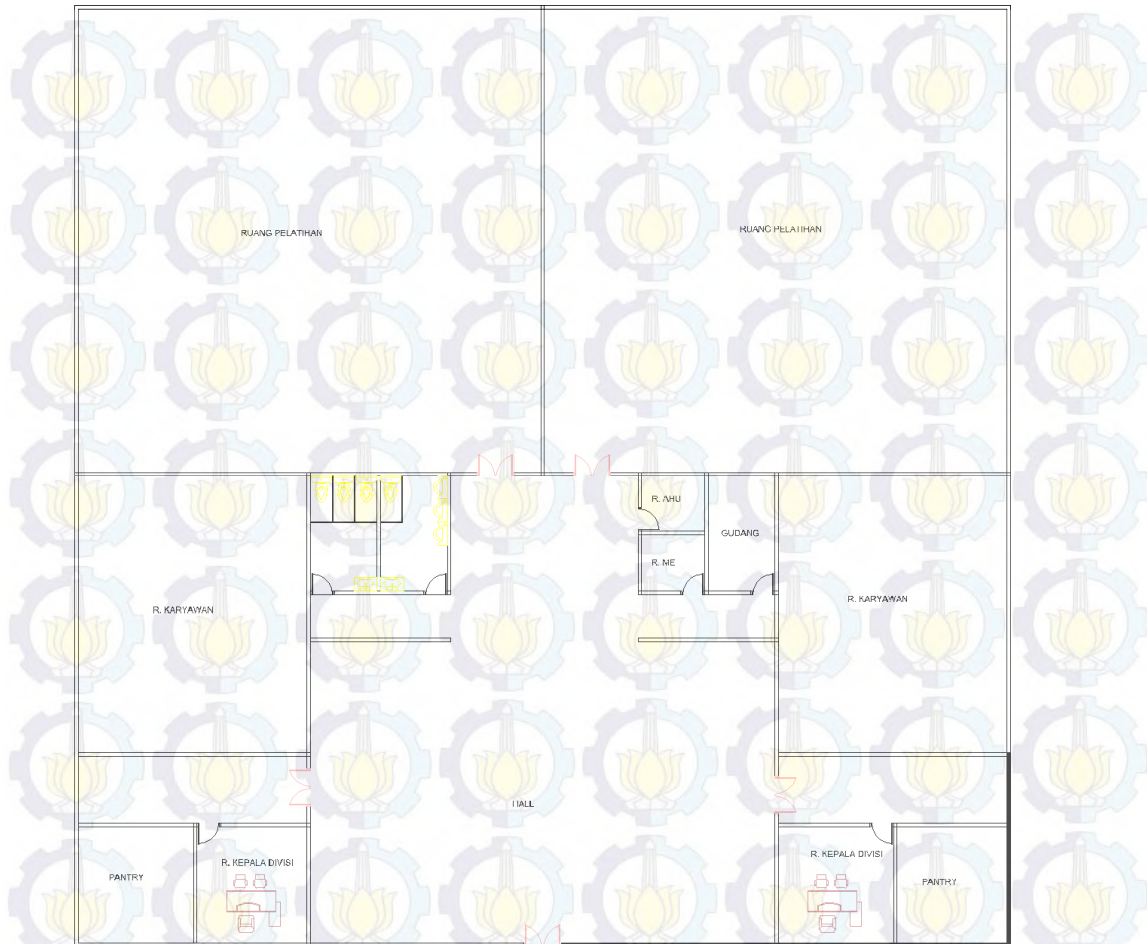 RUANG PELATIHAN
RUANG PELATIHAN
R. AHU
GUDANG
R. ME
R. KARYAWAN
R. KARYAWAN
HALL
R. KEPALA DIVISI
PANTRY
R. KEPALA DIVISI
PANTRY